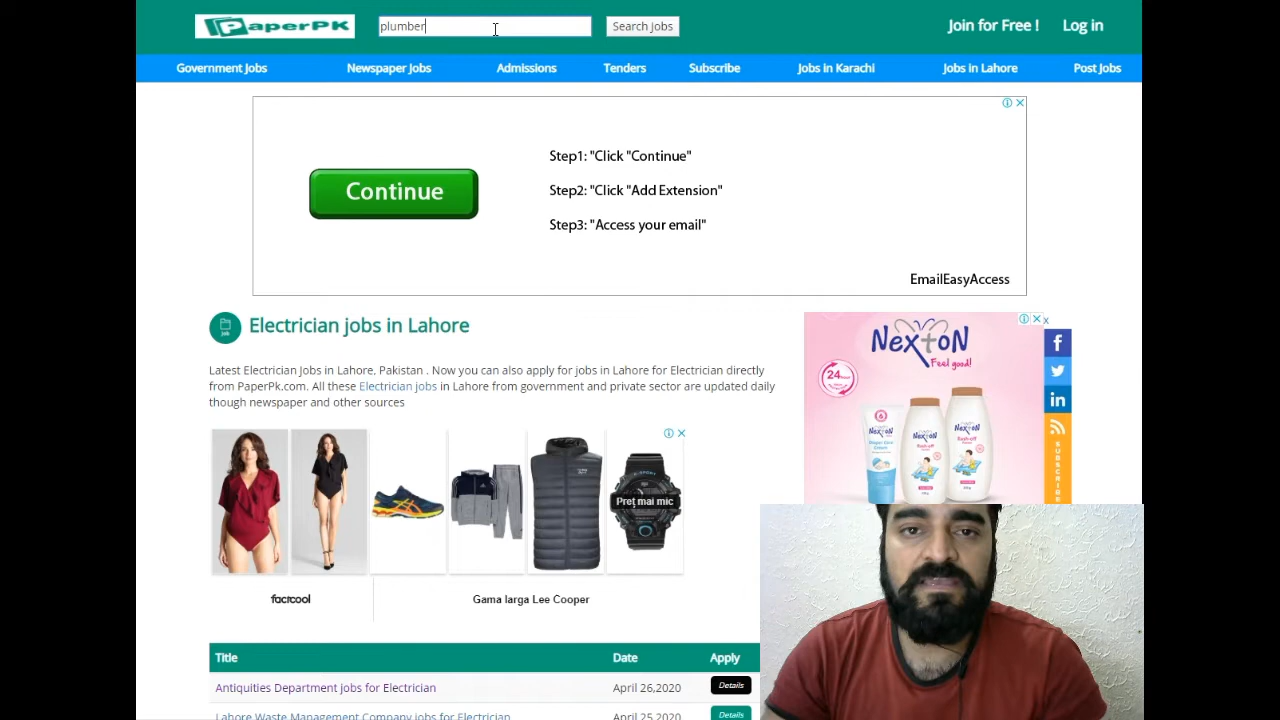 PaperPK
plumber
Search jobs
Join for Free !
Log in
Government Jobs
Newspaper Jobs
Admissions
Tenders
Subscribe
Jobs in Karachi
Jobs in Lahore
Post Jobs
Continue
Step1: "Click "Continue"
Step2: "Click "Add Extension"
Step3: "Access your email"
EmailEasyAccess
Job
Electrician jobs in Lahore
Latest Electrician Jobs in Lahore, Pakistan . Now you can also apply for jobs in Lahore for Electrician directly
from PaperPk.com. All these Electrician jobs in Lahore from government and private sector are updated daily
though newspaper and other sources
Preț mai mic
factcool
Gama larga Lee Cooper
NexTON
Feel good!
24
SUBSCRIBE
Title
Date
Apply
Antiquities Department jobs for Electrician
April 26,2020
Details
Lahore Waste Management Company jobs for Electrician
April 25,2020
Details